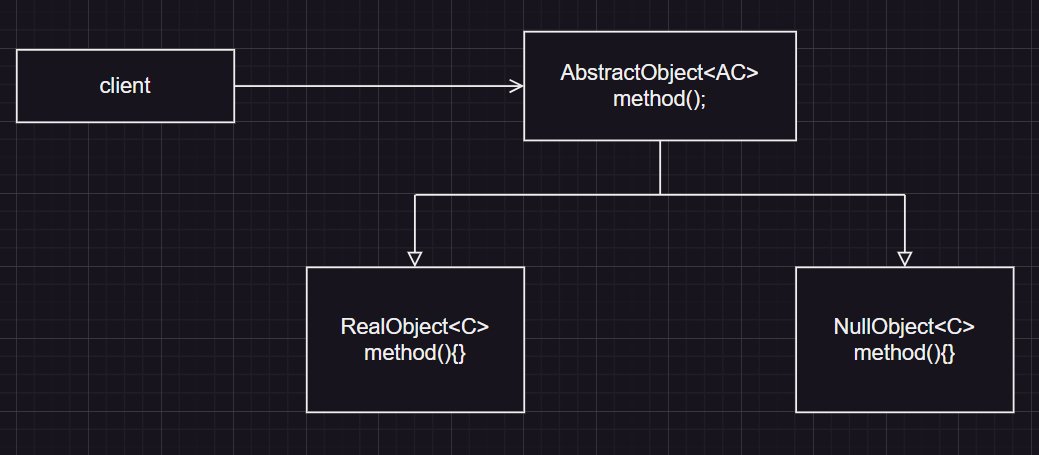 client
AbstractObject<AC>
method();
RealObject<C>
method(){}
NullObject<C>
method(){}